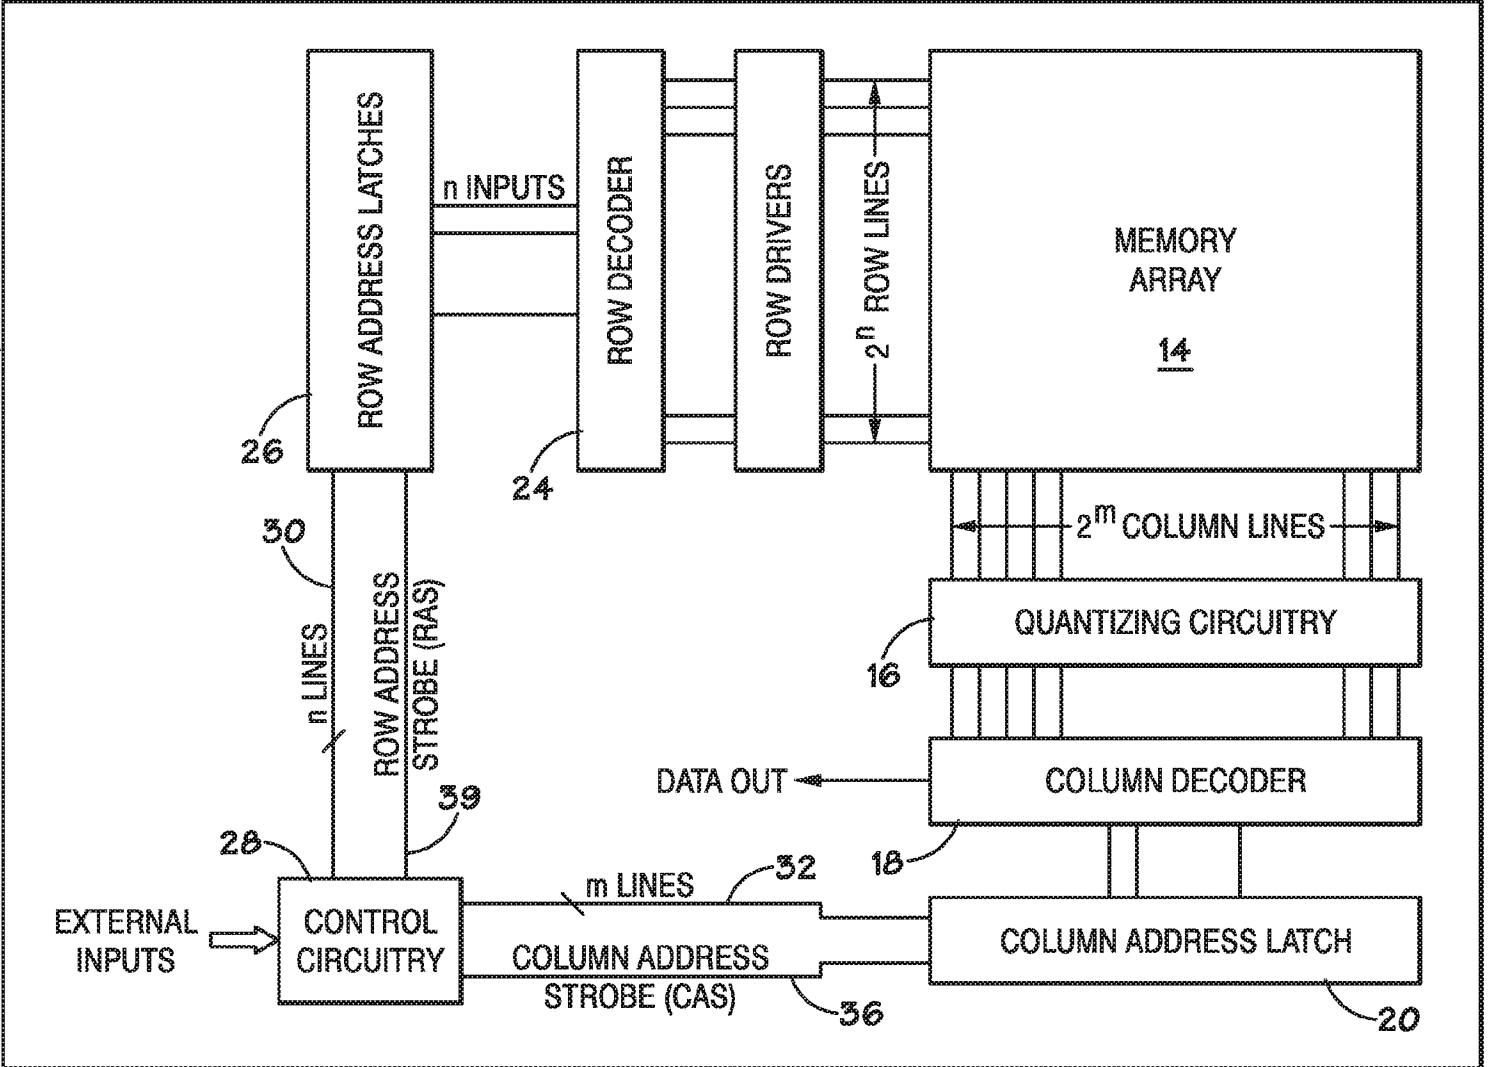 ROW ADDRESS LATCHES
26
n INPUTS
ROW DECODER
24
ROW DRIVERS
2ⁿ ROW LINES
MEMORY
ARRAY
14
2ᵐ COLUMN LINES
QUANTIZING CIRCUITRY
16
30
n LINES
ROW ADDRESS
STROBE (RAS)
39
DATA OUT
COLUMN DECODER
18
28
EXTERNAL
INPUTS
CONTROL
CIRCUITRY
m LINES
32
COLUMN ADDRESS
STROBE (CAS)
36
COLUMN ADDRESS LATCH
20